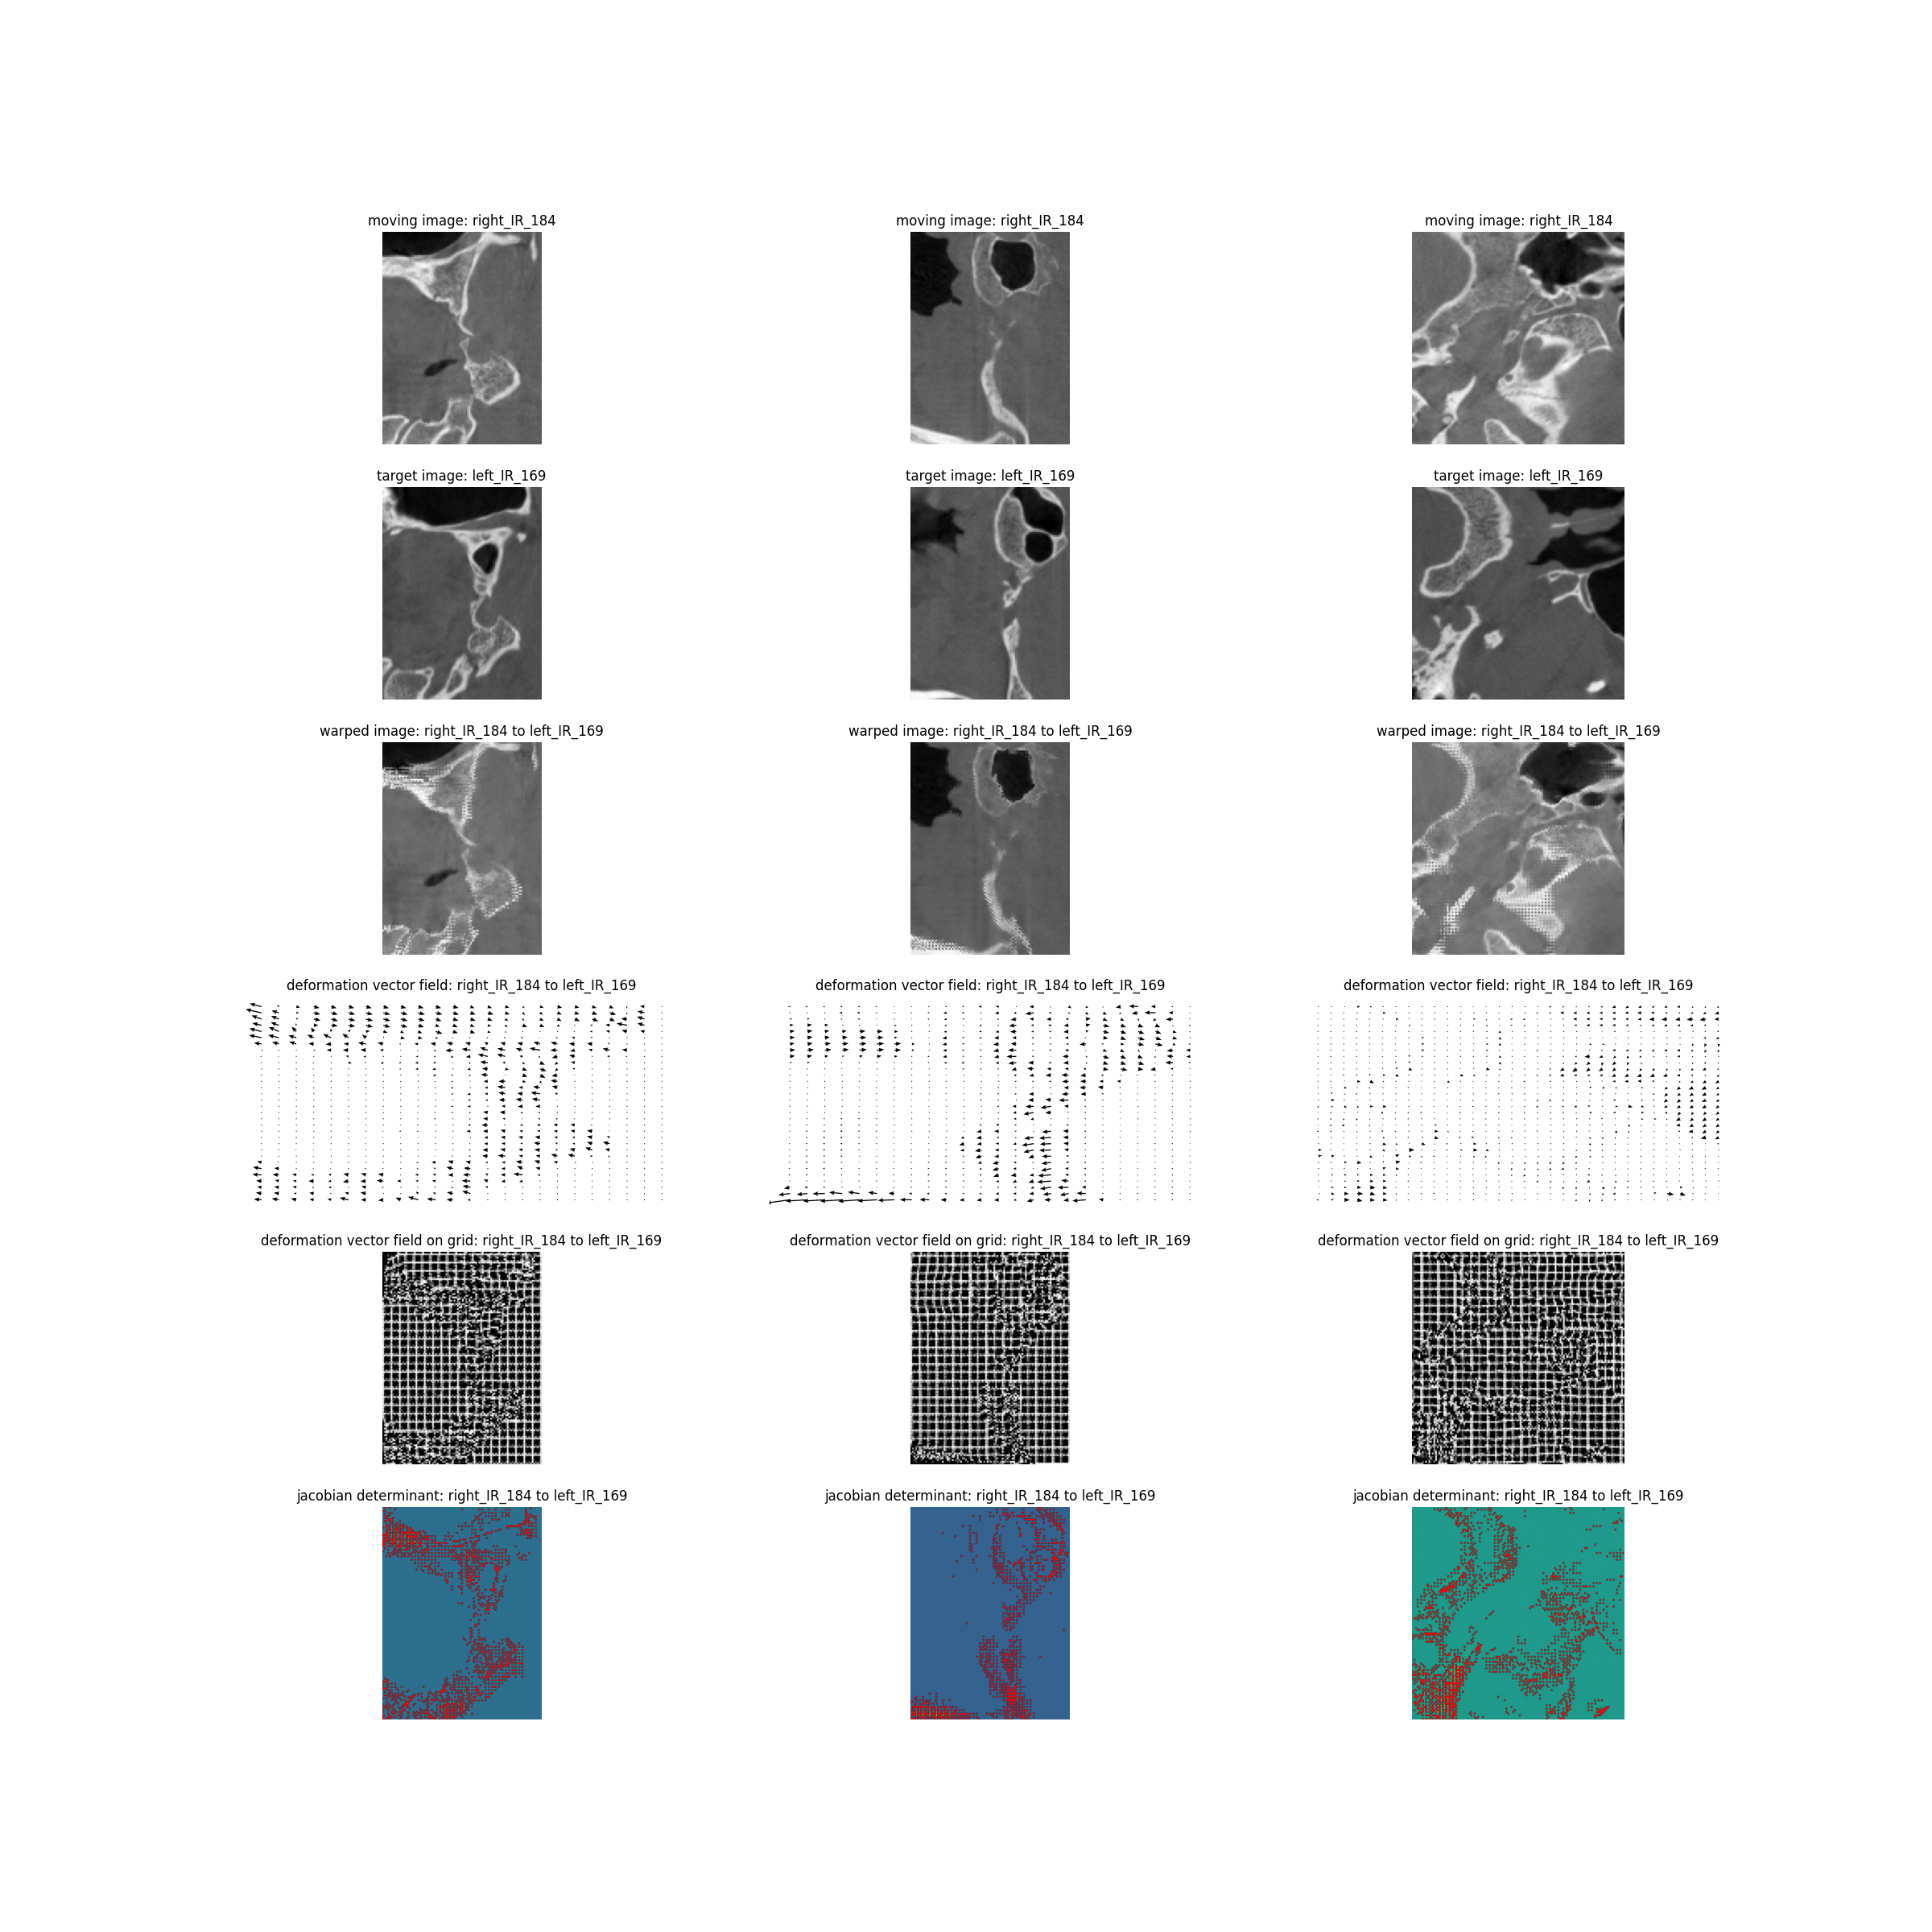 moving image: right_IR_184 moving image: right_IR_184 moving image: right_IR_184
target image: left_IR_169 target image: left_IR_169 target image: left_IR_169
warped image: right_IR_184 to left_IR_169 warped image: right_IR_184 to left_IR_169 warped image: right_IR_184 to left_IR_169
deformation vector field: right_IR_184 to left_IR_169 deformation vector field: right_IR_184 to left_IR_169 deformation vector field: right_IR_184 to left_IR_169
deformation vector field on grid: right_IR_184 to left_IR_169 deformation vector field on grid: right_IR_184 to left_IR_169 deformation vector field on grid: right_IR_184 to left_IR_169
jacobian determinant: right_IR_184 to left_IR_169 jacobian determinant: right_IR_184 to left_IR_169 jacobian determinant: right_IR_184 to left_IR_169